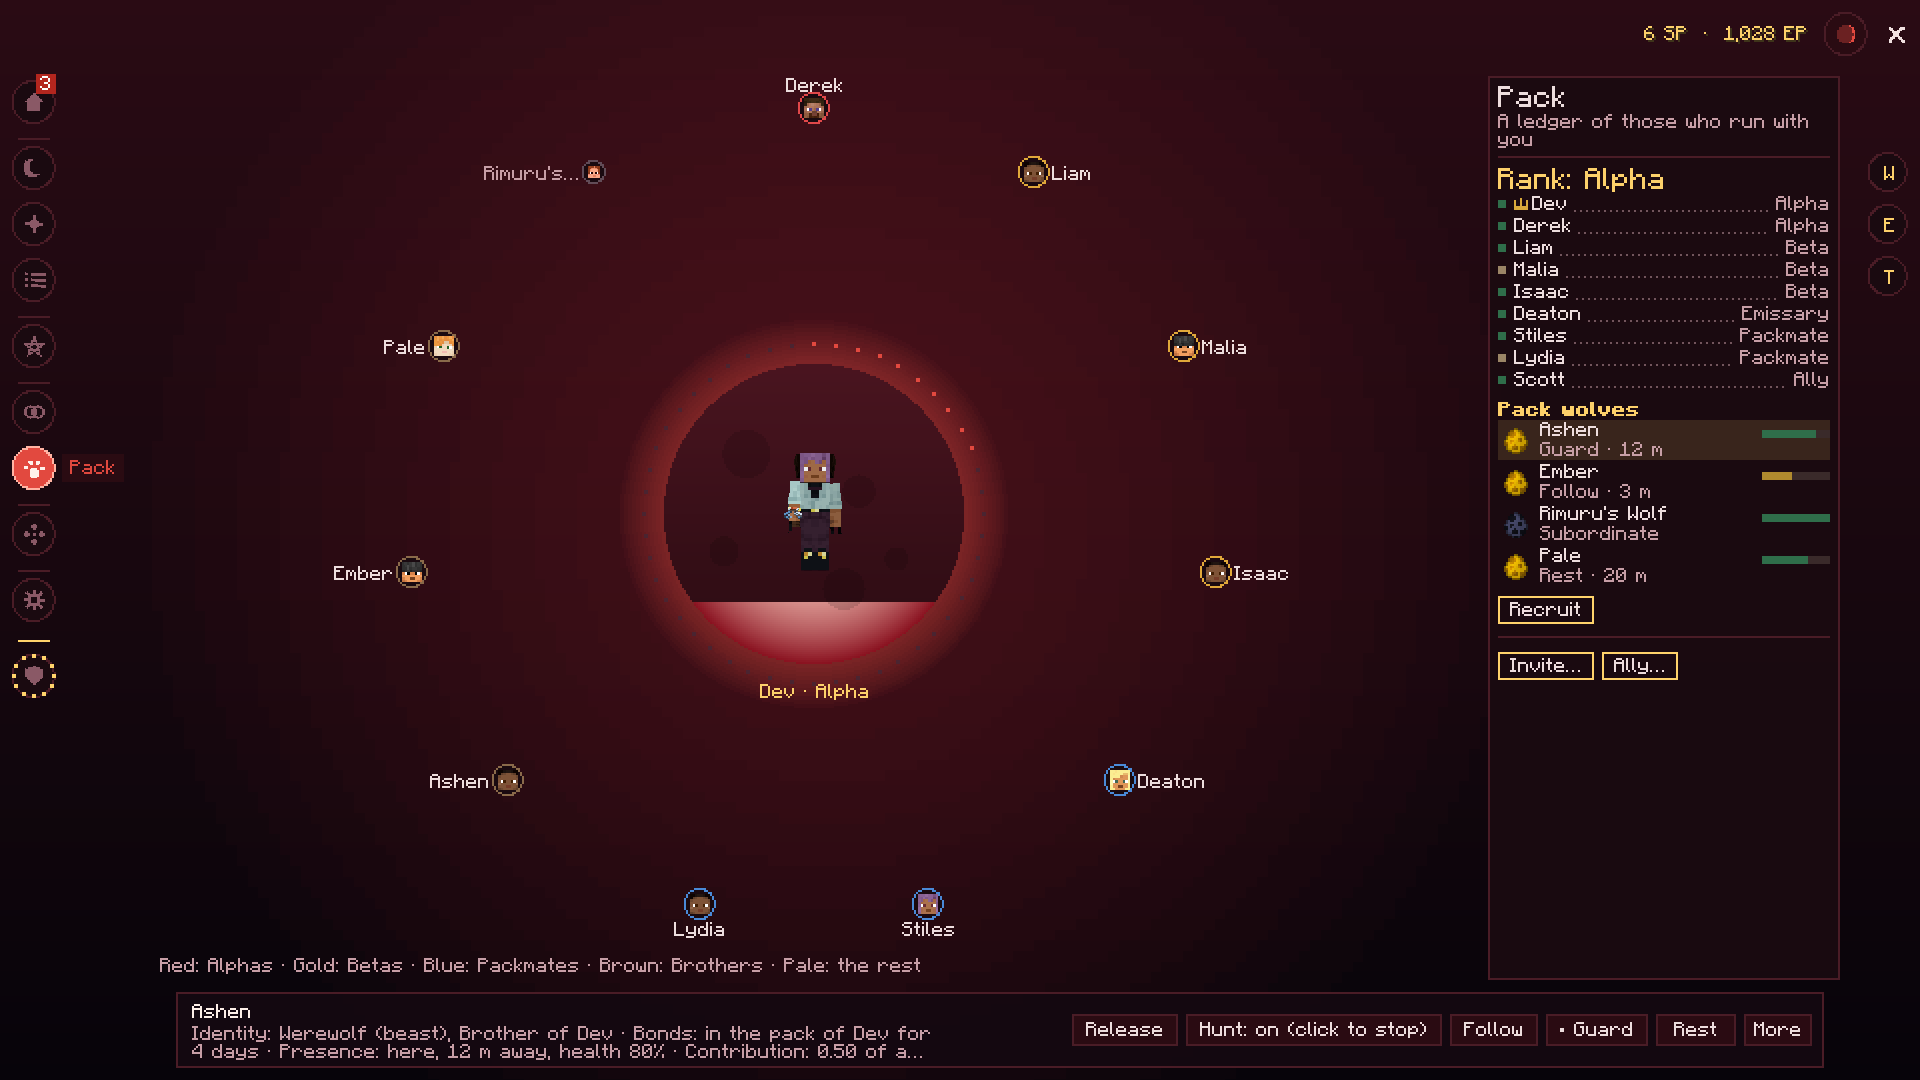 6 SP · 1,028 EP
3
Derek
Rimuru's...
Liam
Pale
Malia
Pack
Ember
Isaac
Dev · Alpha
Ashen
Deaton
Lydia
Stiles
Red: Alphas · Gold: Betas · Blue: Packmates · Brown: Brothers · Pale: the rest
Pack
A ledger of those who run with
you
Rank: Alpha
Dev Alpha
Derek Alpha
Liam Beta
Malia Beta
Isaac Beta
Deaton Emissary
Stiles Packmate
Lydia Packmate
Scott Ally
Pack wolves
Ashen
Guard · 12 m
Ember
Follow · 3 m
Rimuru's Wolf
Subordinate
Pale
Rest · 20 m
Recruit
Invite... Ally...
W
E
T
Ashen
Identity: Werewolf (beast), Brother of Dev · Bonds: in the pack of Dev for
4 days · Presence: here, 12 m away, health 80% · Contribution: 0.50 of a...
Release Hunt: on (click to stop) Follow · Guard Rest More